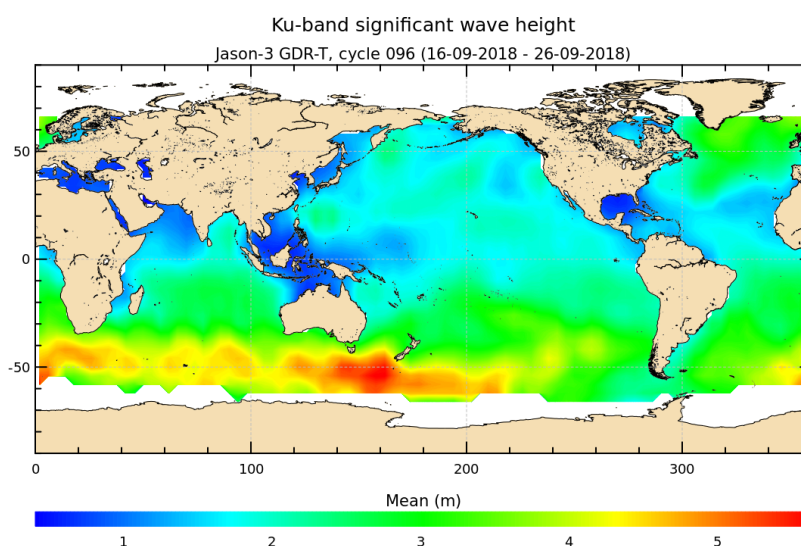 Ku-band significant wave height
Jason-3 GDR-T, cycle 096 (16-09-2018 - 26-09-2018)
50
0
-50
0 100 200 300
Mean (m)
1 2 3 4 5